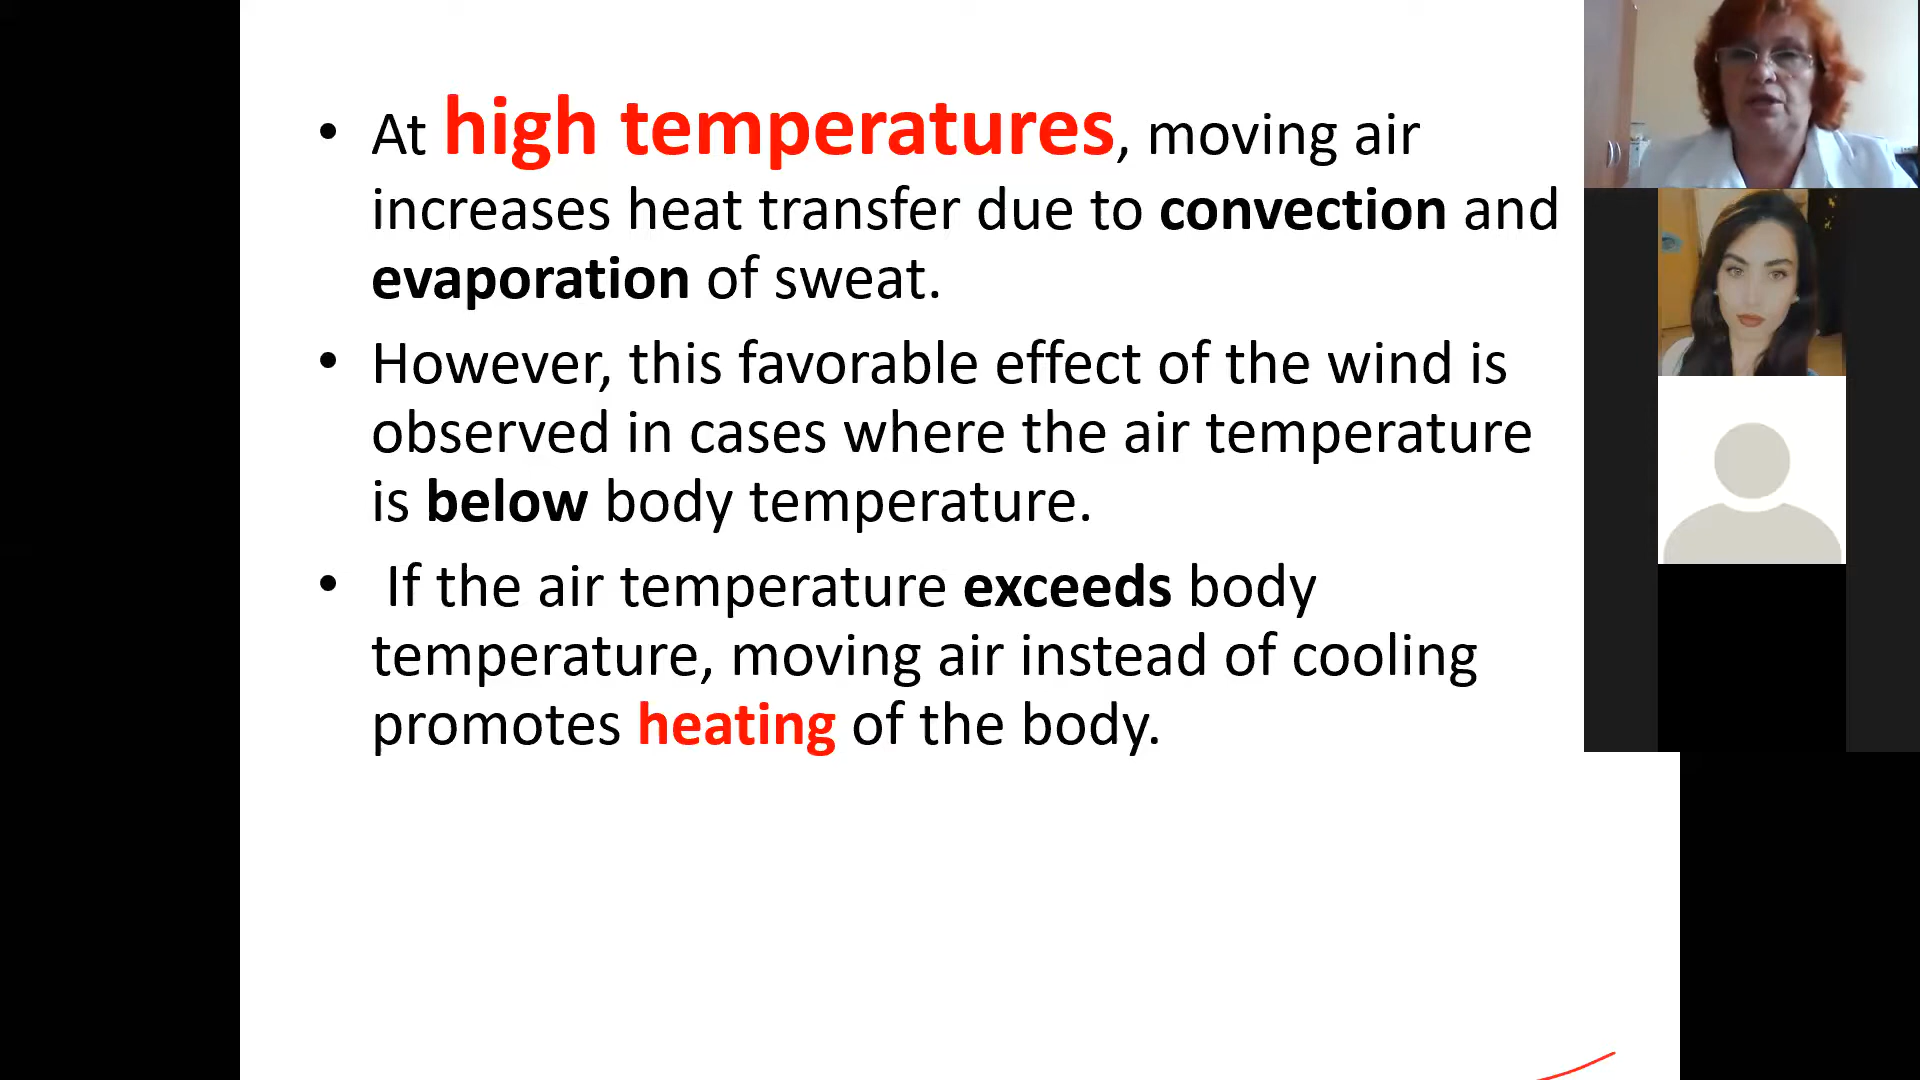 • At high temperatures, moving air
increases heat transfer due to convection and
evaporation of sweat.
• However, this favorable effect of the wind is
observed in cases where the air temperature
is below body temperature.
• If the air temperature exceeds body
temperature, moving air instead of cooling
promotes heating of the body.